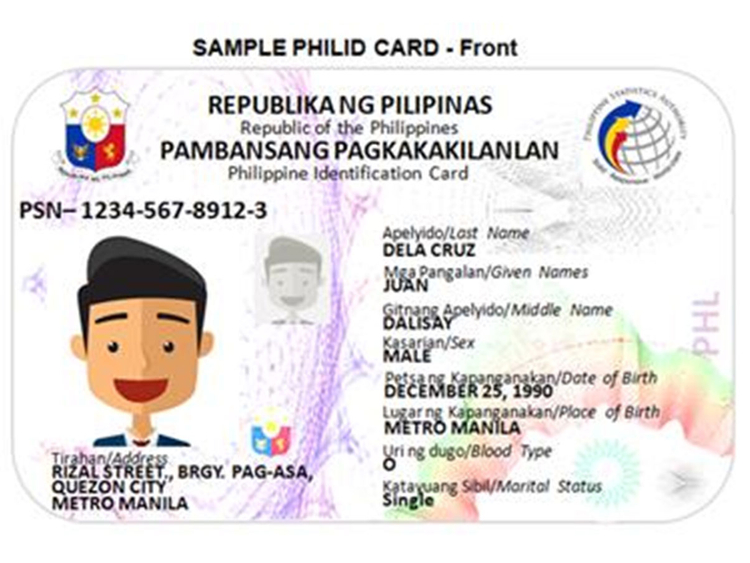 SAMPLE PHILID CARD - Front
REPUBLIKA NG PILIPINAS
Republic of the Philippines
PAMBANSANG PAGKAKAKILANLAN
Philippine Identification Card
PHILIPPINE STATISTICS AUTHORITY
PSN– 1234-567-8912-3
Apelyido/Last Name
DELA CRUZ
Mga Pangalan/Given Names
JUAN
Gitnang Apelyido/Middle Name
DALISAY
Kasarian/Sex
MALE
Petsa ng Kapanganakan/Date of Birth
DECEMBER 25, 1990
Lugar ng Kapanganakan/Place of Birth
METRO MANILA
Uri ng dugo/Blood Type
O
Katayuang Sibil/Marital Status
Single
PHL
Tirahan/Address
RIZAL STREET,, BRGY. PAG-ASA,
QUEZON CITY
METRO MANILA